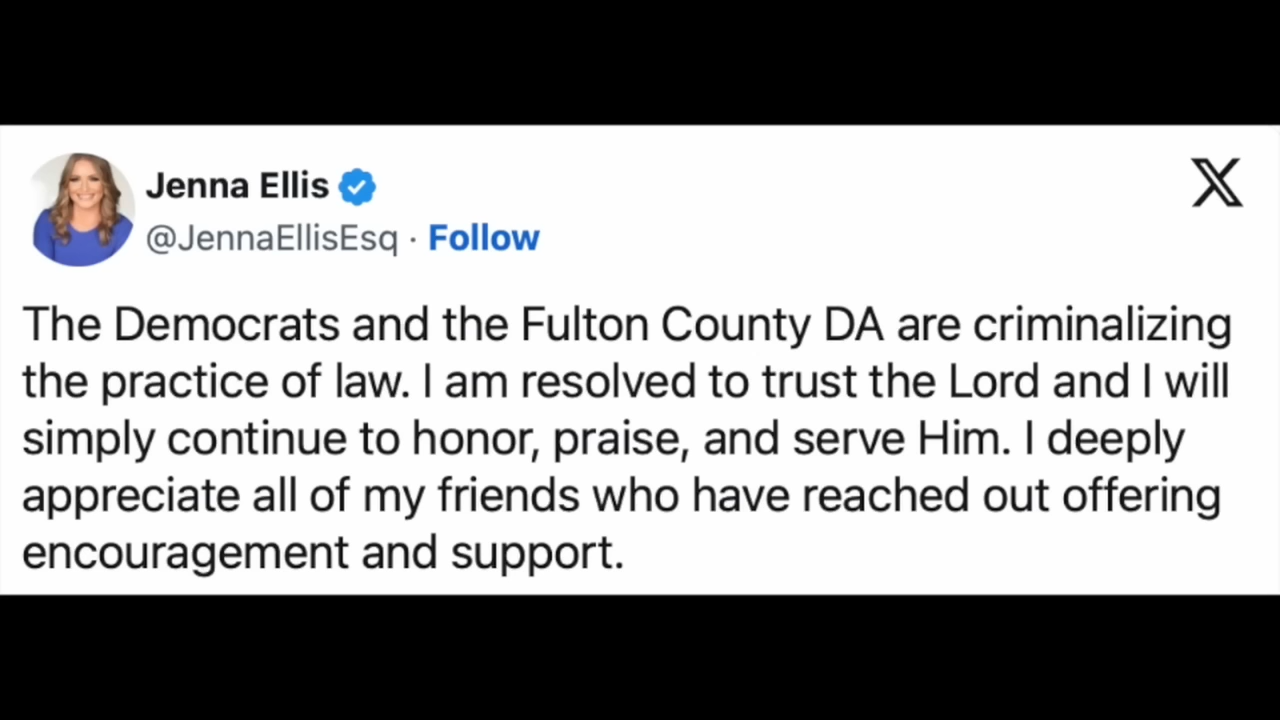 Jenna Ellis
@JennaEllisEsq · Follow
The Democrats and the Fulton County DA are criminalizing
the practice of law. I am resolved to trust the Lord and I will
simply continue to honor, praise, and serve Him. I deeply
appreciate all of my friends who have reached out offering
encouragement and support.